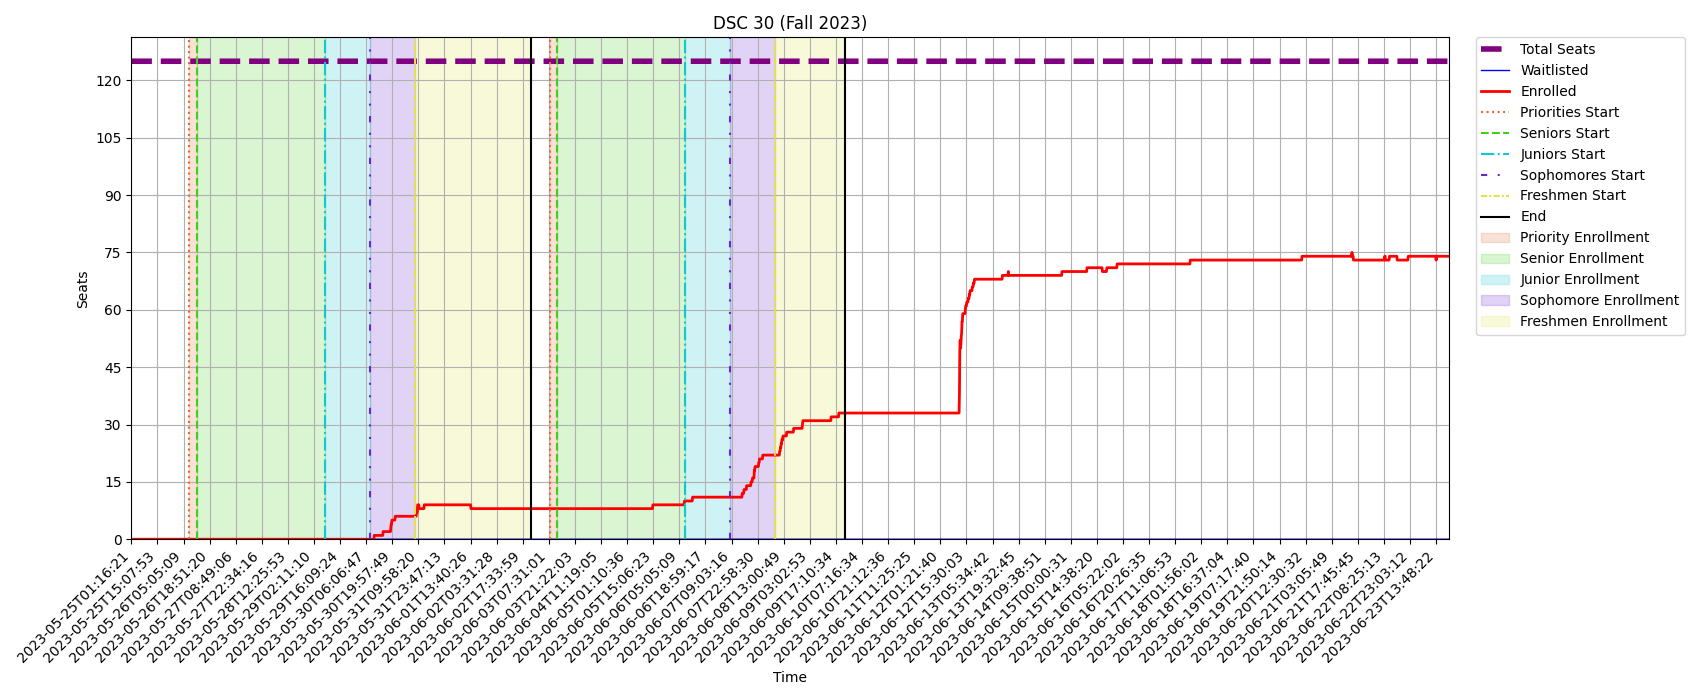 DSC 30 (Fall 2023)
Seats
120
105
90
75
60
45
30
15
0
2023-05-25T01:16:21
2023-05-25T15:07:53
2023-05-26T05:05:09
2023-05-26T18:51:20
2023-05-27T08:49:06
2023-05-27T22:34:16
2023-05-28T12:25:53
2023-05-29T02:11:10
2023-05-29T16:09:24
2023-05-30T06:06:47
2023-05-30T19:57:49
2023-05-31T09:58:20
2023-05-31T23:47:13
2023-06-01T13:40:26
2023-06-02T03:31:28
2023-06-02T17:33:59
2023-06-03T07:31:01
2023-06-03T21:22:03
2023-06-04T11:19:05
2023-06-05T01:10:36
2023-06-05T15:06:23
2023-06-06T05:05:09
2023-06-06T18:59:17
2023-06-07T09:03:16
2023-06-07T22:58:30
2023-06-08T13:00:49
2023-06-09T03:02:53
2023-06-09T17:10:34
2023-06-10T07:16:34
2023-06-10T21:12:36
2023-06-11T11:25:25
2023-06-12T01:21:40
2023-06-12T15:30:03
2023-06-13T05:34:42
2023-06-13T19:32:45
2023-06-14T09:38:51
2023-06-15T00:00:31
2023-06-15T14:38:20
2023-06-16T05:22:02
2023-06-16T20:26:35
2023-06-17T11:06:53
2023-06-18T01:56:02
2023-06-18T16:37:04
2023-06-19T07:17:40
2023-06-19T21:50:14
2023-06-20T12:30:32
2023-06-21T03:05:49
2023-06-21T17:45:45
2023-06-22T08:25:13
2023-06-22T23:03:12
2023-06-23T13:48:22
Time
Total Seats
Waitlisted
Enrolled
Priorities Start
Seniors Start
Juniors Start
Sophomores Start
Freshmen Start
End
Priority Enrollment
Senior Enrollment
Junior Enrollment
Sophomore Enrollment
Freshmen Enrollment